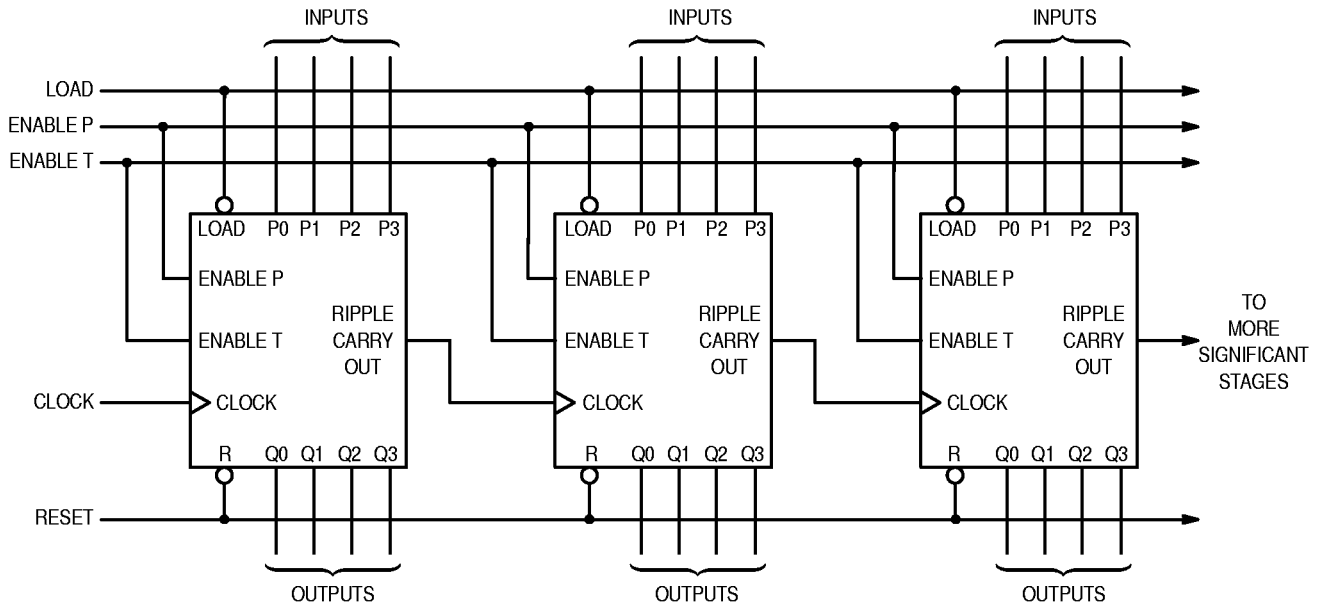 INPUTS INPUTS INPUTS
LOAD
ENABLE P
ENABLE T
LOAD P0 P1 P2 P3 LOAD P0 P1 P2 P3 LOAD P0 P1 P2 P3
ENABLE P ENABLE P ENABLE P
RIPPLE RIPPLE RIPPLE TO
ENABLE T CARRY ENABLE T CARRY ENABLE T CARRY MORE
OUT OUT OUT SIGNIFICANT
STAGES
CLOCK CLOCK CLOCK CLOCK
R Q0 Q1 Q2 Q3 R Q0 Q1 Q2 Q3 R Q0 Q1 Q2 Q3
RESET
OUTPUTS OUTPUTS OUTPUTS